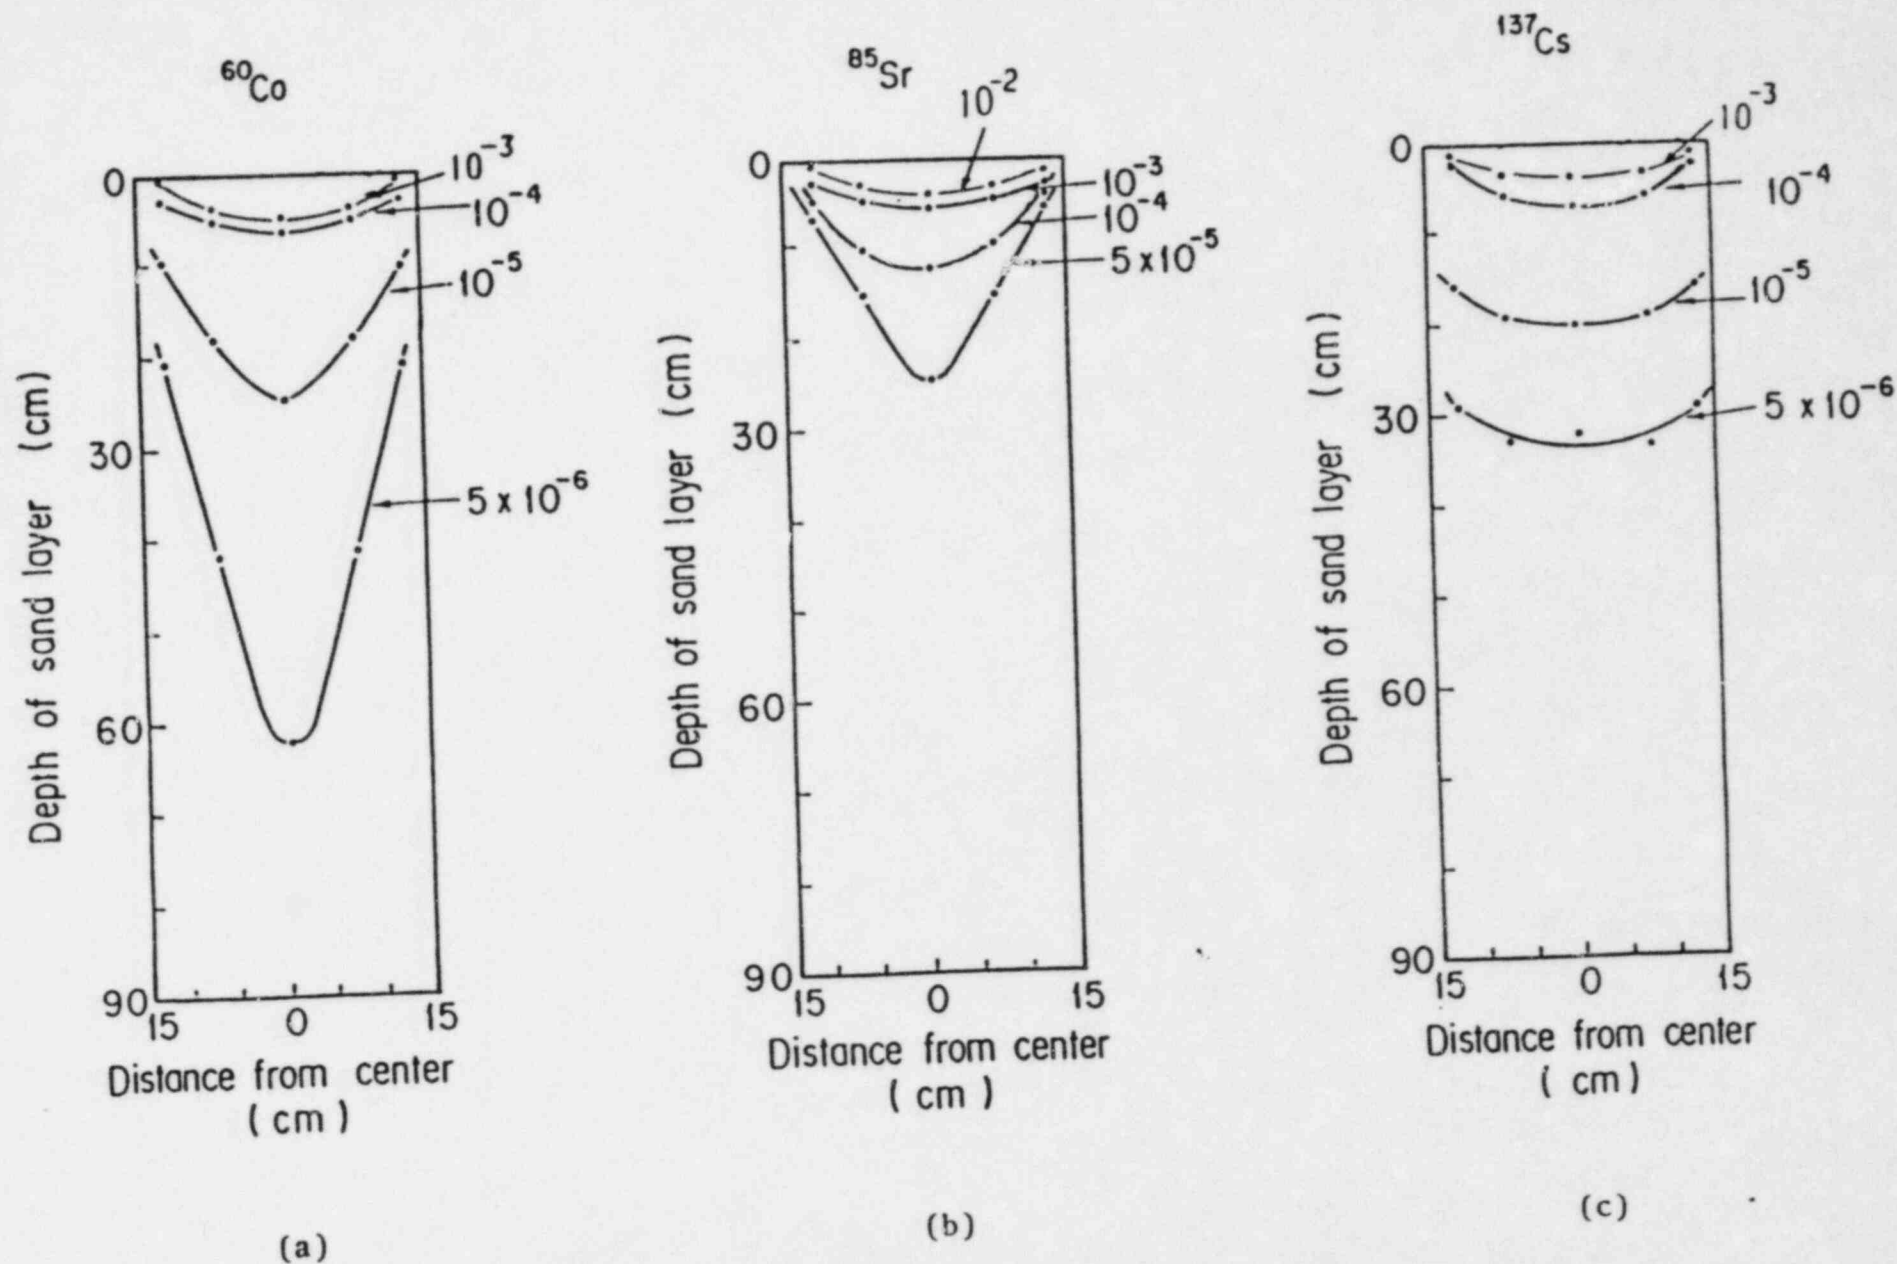 ⁶⁰Co
10⁻³
10⁻⁴
10⁻⁵
5 x 10⁻⁶
0
30
60
90
15 0 15
Depth of sand layer (cm)
Distance from center
( cm )
(a)
⁸⁵Sr
10⁻²
10⁻³
10⁻⁴
5 x 10⁻⁵
0
30
60
90
15 0 15
Depth of sand layer (cm)
Distance from center
( cm )
(b)
¹³⁷Cs
10⁻³
10⁻⁴
10⁻⁵
5 x 10⁻⁶
0
30
60
90
15 0 15
Depth of sand layer (cm)
Distance from center
( cm )
(c)